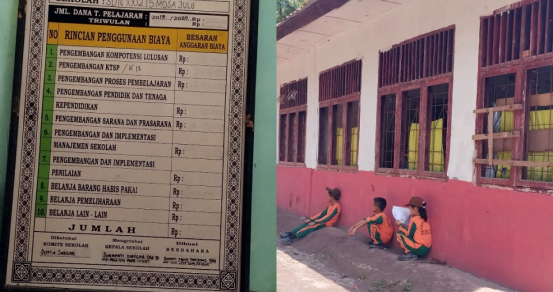 JML. DANA T. PELAJARAN : Rp :
TRIWULAN Rp :
NO RINCIAN PENGGUNAAN BIAYA BESARAN ANGGARAN BIAYA
1. PENGEMBANGAN KOMPETENSI LULUSAN Rp :
2. PENGEMBANGAN KTSP / K13 Rp :
3. PENGEMBANGAN PROSES PEMBELAJARAN Rp :
4. PENGEMBANGAN PENDIDIK DAN TENAGA
KEPENDIDIKAN Rp :
5. PENGEMBANGAN SARANA DAN PRASARANA Rp :
6. PENGEMBANGAN DAN IMPLEMENTASI
MANAJEMEN SEKOLAH Rp :
7. PENGEMBANGAN DAN IMPLEMENTASI
PENILAIAN Rp :
8. BELANJA BARANG HABIS PAKAI Rp :
9. BELANJA PEMELIHARAAN Rp :
10. BELANJA LAIN - LAIN Rp :
JUMLAH Rp :
Diketahui Mengetahui Dibuat
KOMITE SEKOLAH KEPALA SEKOLAH BENDAHARA